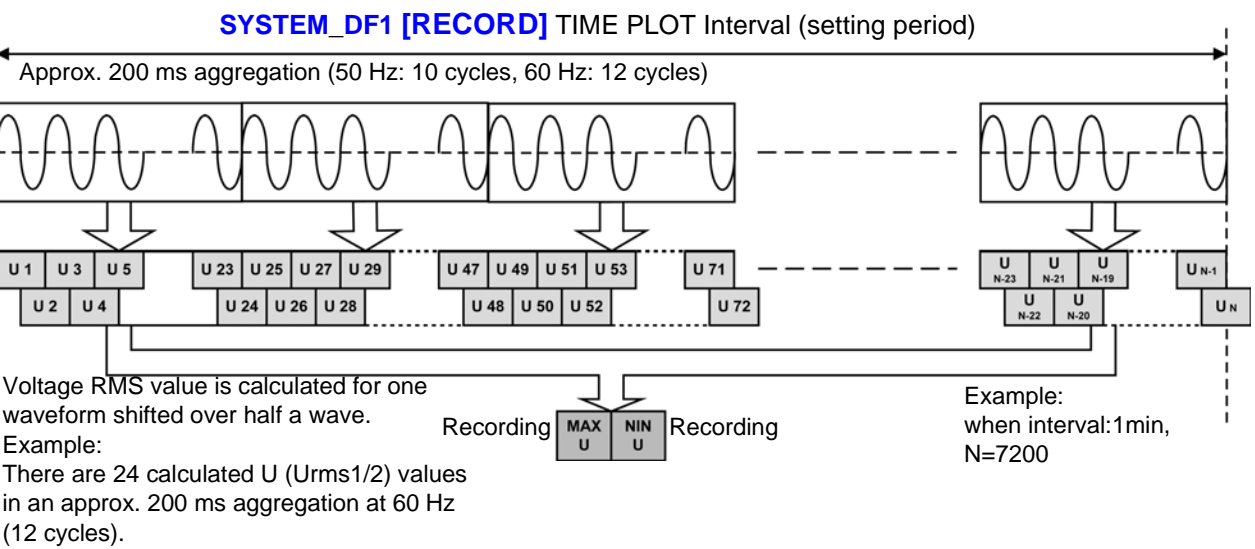 SYSTEM_DF1 [RECORD] TIME PLOT Interval (setting period)
Approx. 200 ms aggregation (50 Hz: 10 cycles, 60 Hz: 12 cycles)
U 1 U 3 U 5 U 23 U 25 U 27 U 29 U 47 U 49 U 51 U 53 U 71 U N-23 U N-21 U N-19 U N-1
U 2 U 4 U 24 U 26 U 28 U 48 U 50 U 52 U 72 U N-22 U N-20 U N
Voltage RMS value is calculated for one
waveform shifted over half a wave.
Example:
There are 24 calculated U (Urms1/2) values
in an approx. 200 ms aggregation at 60 Hz
(12 cycles).
Recording MAX U NIN U Recording
Example:
when interval:1min,
N=7200